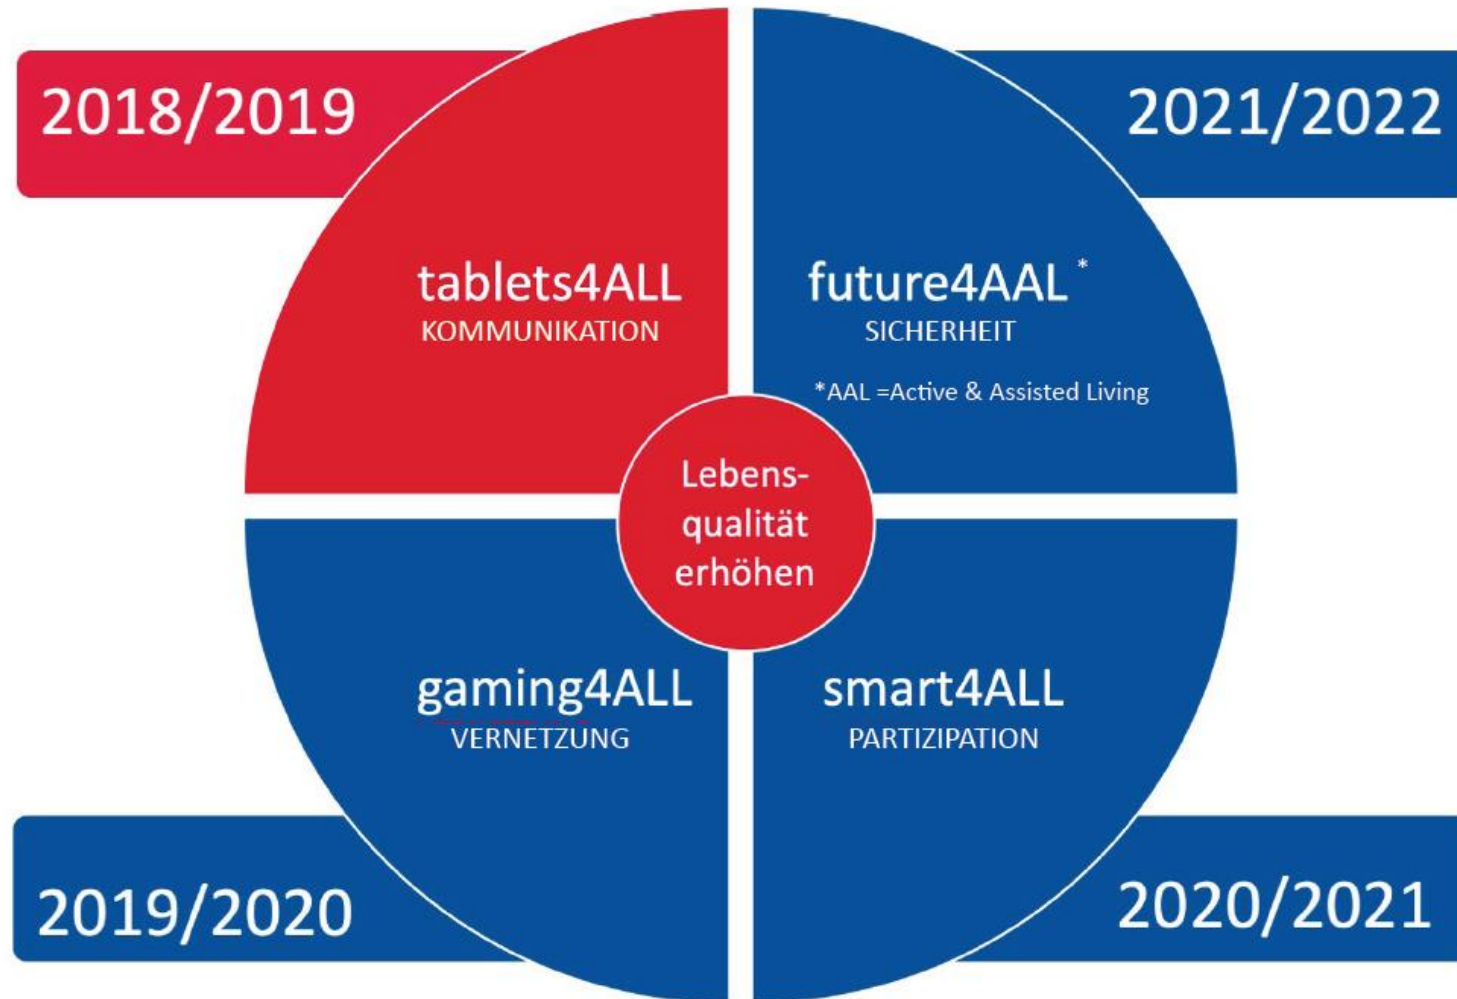 2018/2019
2021/2022
tablets4ALL
KOMMUNIKATION
future4AAL*
SICHERHEIT
*AAL =Active & Assisted Living
Lebens-
qualität
erhöhen
gaming4ALL
VERNETZUNG
smart4ALL
PARTIZIPATION
2019/2020
2020/2021